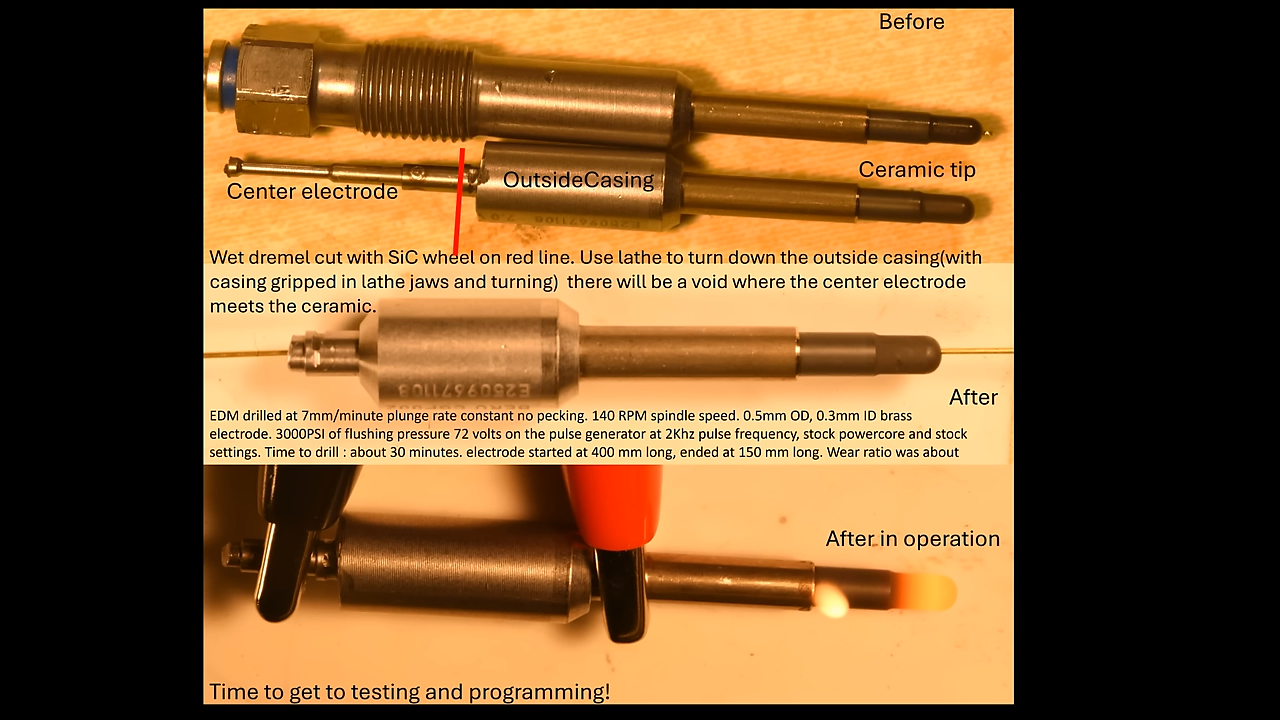 Before
Ceramic tip
OutsideCasing
Center electrode
Wet dremel cut with SiC wheel on red line. Use lathe to turn down the outside casing(with
casing gripped in lathe jaws and turning)  there will be a void where the center electrode
meets the ceramic.
E2509671103
After
EDM drilled at 7mm/minute plunge rate constant no pecking. 140 RPM spindle speed. 0.5mm OD, 0.3mm ID brass
electrode. 3000PSI of flushing pressure 72 volts on the pulse generator at 2Khz pulse frequency, stock powercore and stock
settings. Time to drill : about 30 minutes. electrode started at 400 mm long, ended at 150 mm long. Wear ratio was about
After in operation
Time to get to testing and programming!